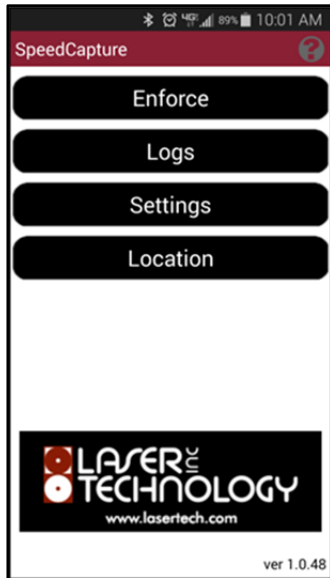 89% 10:01 AM
SpeedCapture ?
Enforce
Logs
Settings
Location
LASER INC
TECHNOLOGY
www.lasertech.com
ver 1.0.48